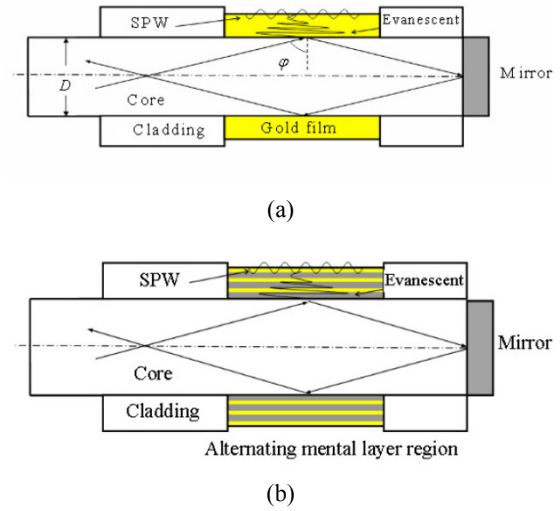 SPW
Evanescent
φ
D
Mirror
Core
Cladding
Gold film
(a)
SPW
Evanescent
Mirror
Core
Cladding
Alternating mental layer region
(b)